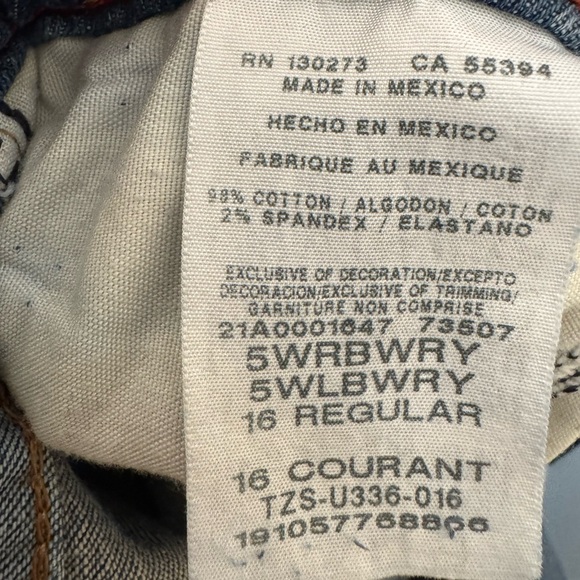 RN 130273 CA 55394
MADE IN MEXICO
HECHO EN MEXICO
FABRIQUE AU MEXIQUE
98% COTTON / ALGODON / COTON
2% SPANDEX / ELASTANO
EXCLUSIVE OF DECORATION/EXCEPTO
DECORACION/EXCLUSIVE OF TRIMMING/
GARNITURE NON COMPRISE
21A0001647 73507
5WRBWRY
5WLBWRY
16 REGULAR
16 COURANT
TZS-U336-016
191057768806